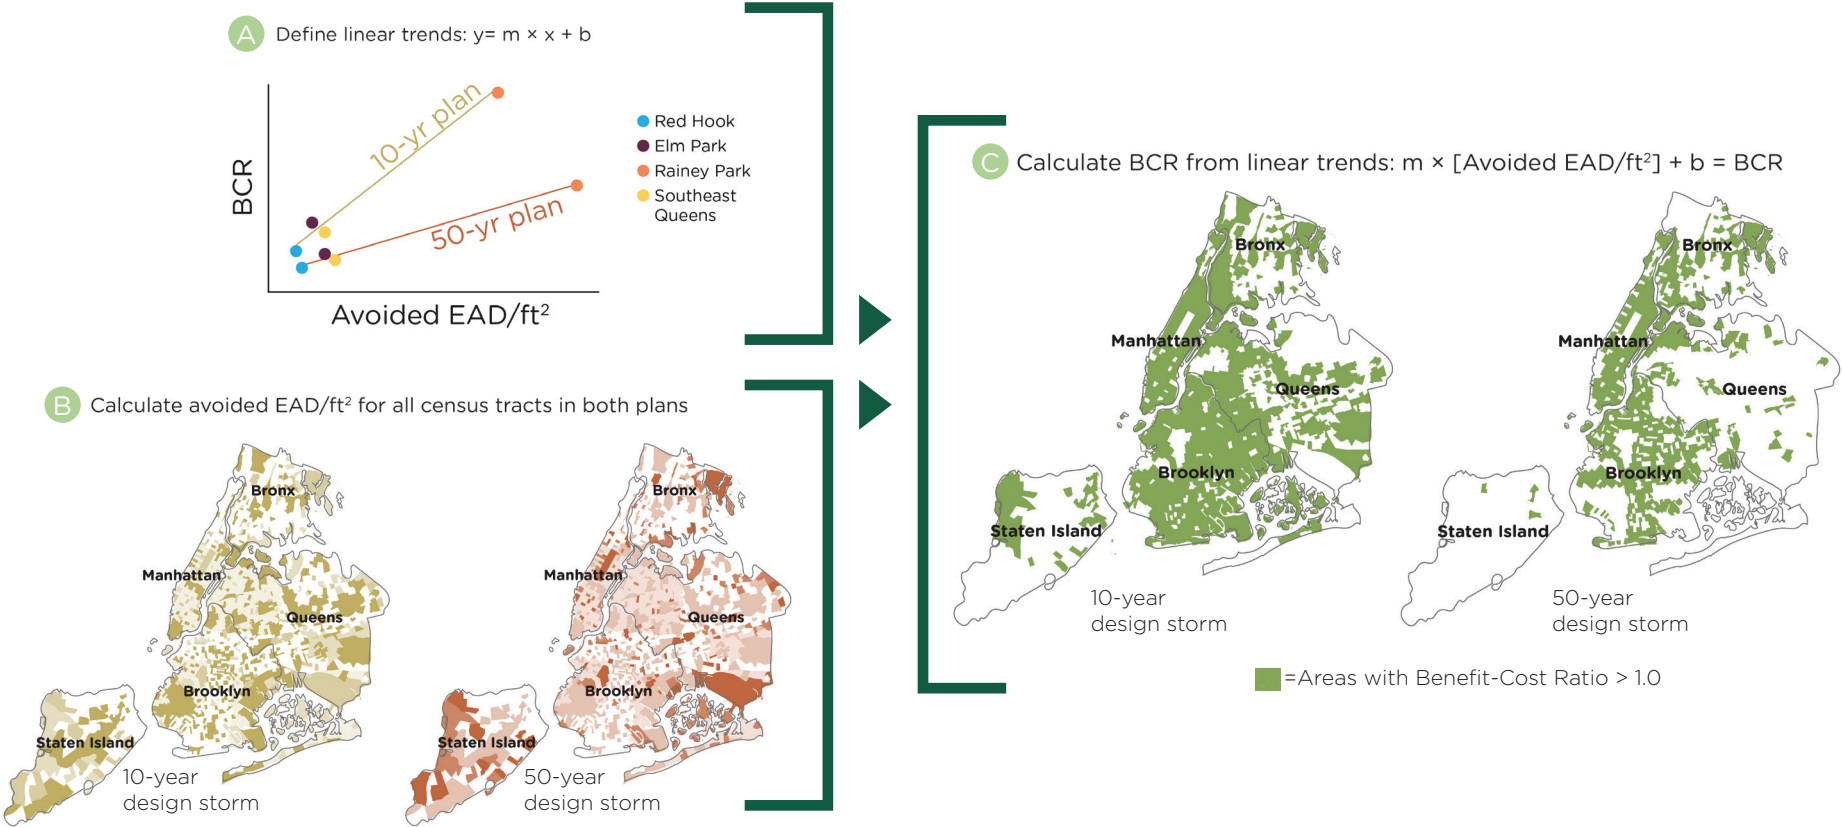 A Define linear trends: y= m × x + b
BCR
10-yr plan
50-yr plan
Avoided EAD/ft²
Red Hook
Elm Park
Rainey Park
Southeast
Queens
B Calculate avoided EAD/ft² for all census tracts in both plans
Bronx
Manhattan
Queens
Brooklyn
Staten Island
10-year
design storm
Bronx
Manhattan
Queens
Brooklyn
Staten Island
50-year
design storm
C Calculate BCR from linear trends: m × [Avoided EAD/ft²] + b = BCR
Bronx
Manhattan
Queens
Brooklyn
Staten Island
10-year
design storm
Bronx
Manhattan
Queens
Brooklyn
Staten Island
50-year
design storm
=Areas with Benefit-Cost Ratio > 1.0